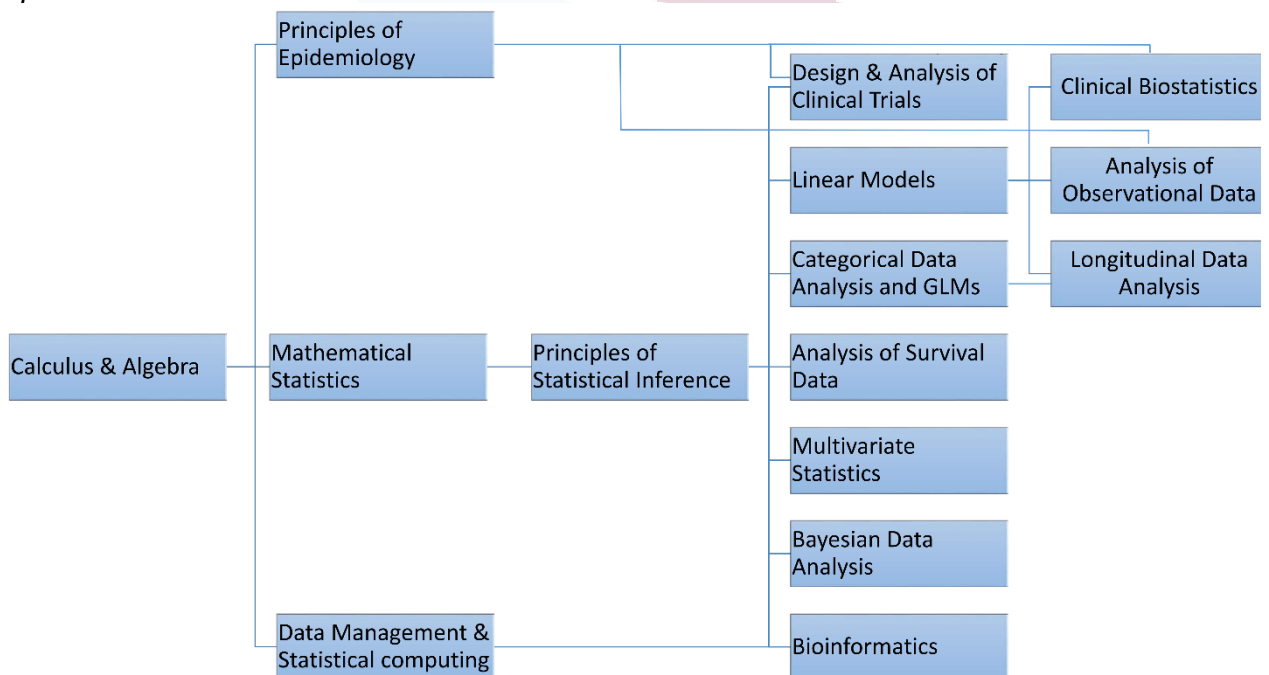 Principles of
Epidemiology
Design & Analysis of
Clinical Trials
Clinical Biostatistics
Linear Models
Analysis of
Observational Data
Categorical Data
Analysis and GLMs
Longitudinal Data
Analysis
Calculus & Algebra
Mathematical
Statistics
Principles of
Statistical Inference
Analysis of Survival
Data
Multivariate
Statistics
Bayesian Data
Analysis
Data Management &
Statistical computing
Bioinformatics